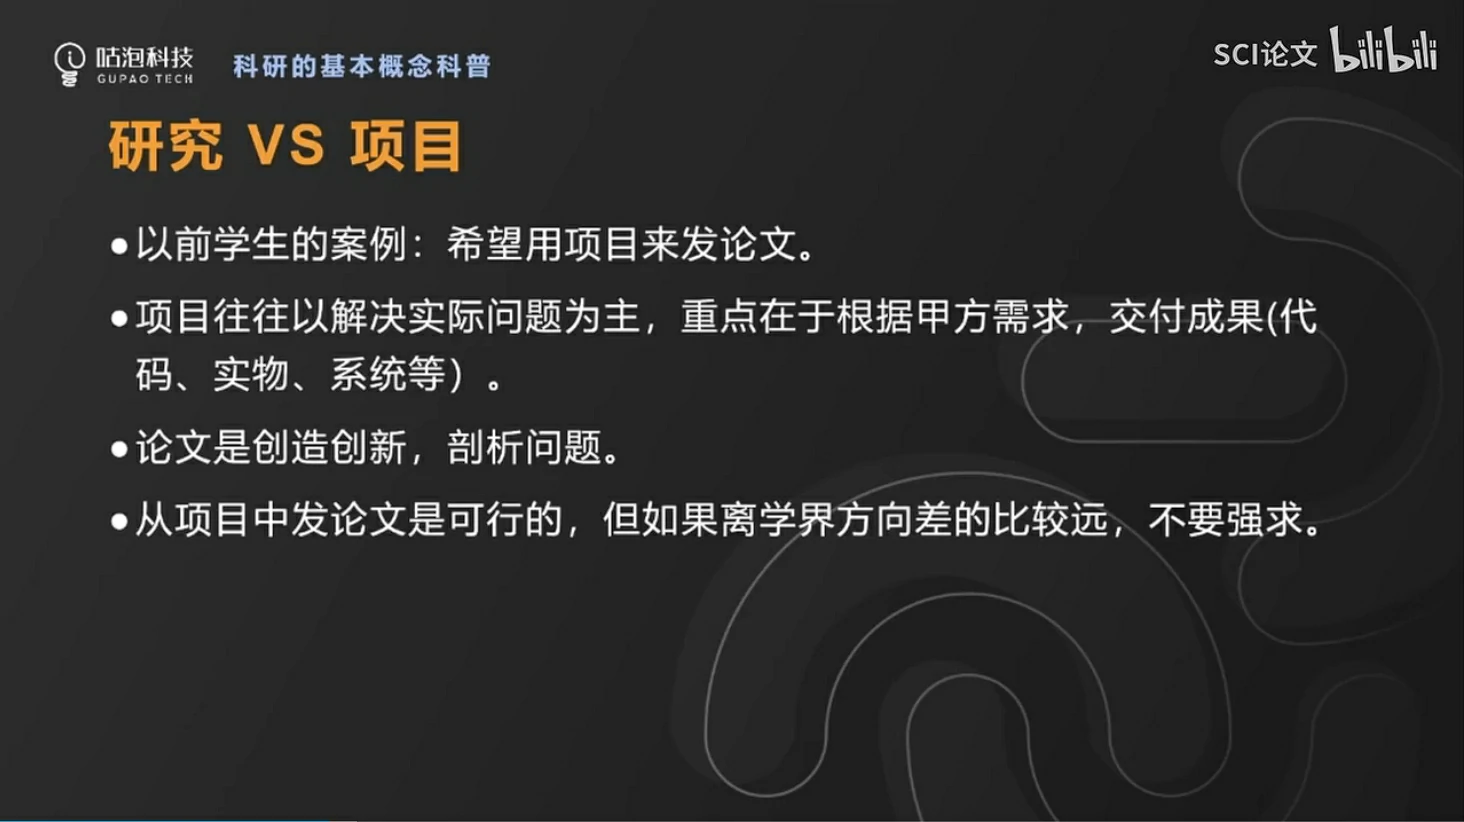 咕泡科技
GUPAO TECH
科研的基本概念科普
SCI论文 bilibili
研究 VS 项目
●以前学生的案例：希望用项目来发论文。
●项目往往以解决实际问题为主，重点在于根据甲方需求，交付成果(代
码、实物、系统等）。
●论文是创造创新，剖析问题。
●从项目中发论文是可行的，但如果离学界方向差的比较远，不要强求。